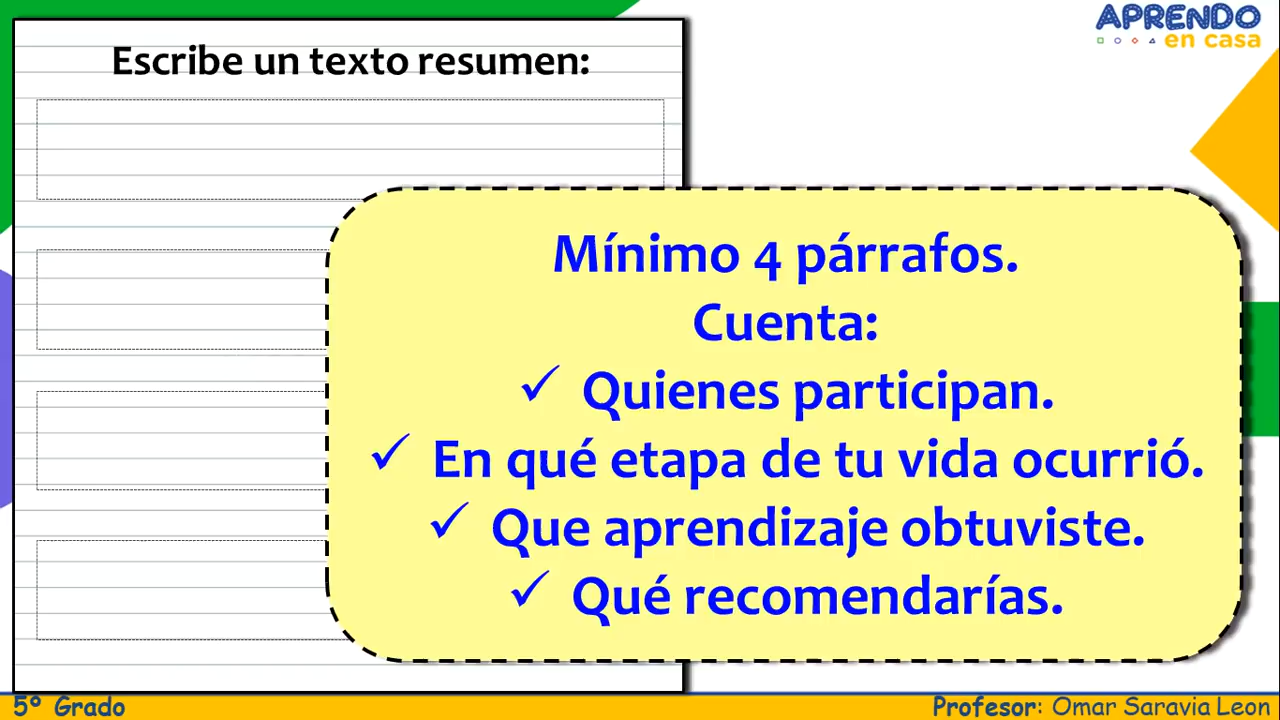 APRENDO
en casa
Escribe un texto resumen:
Mínimo 4 párrafos.
Cuenta:
✓ Quienes participan.
✓ En qué etapa de tu vida ocurrió.
✓ Que aprendizaje obtuviste.
✓ Qué recomendarías.
5º Grado
Profesor: Omar Saravia Leon